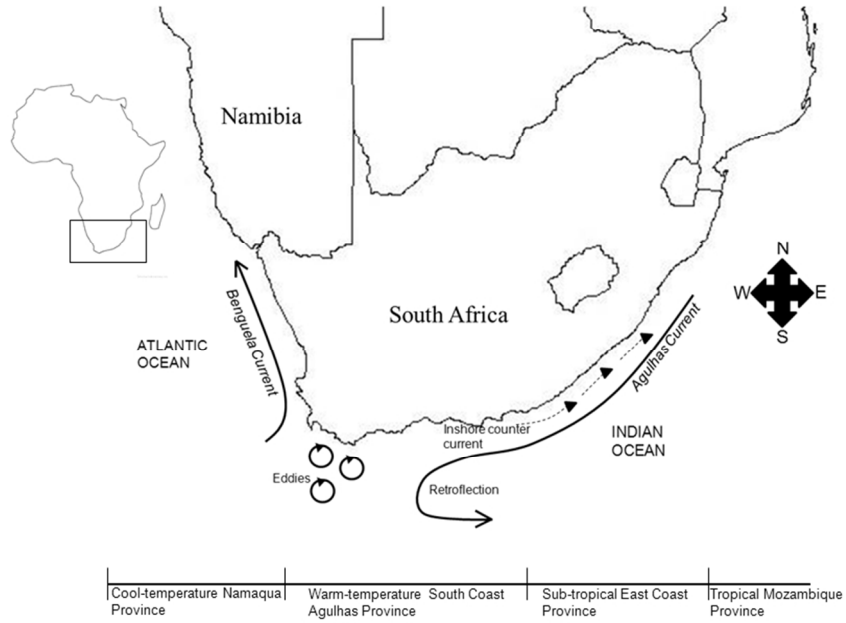 Namibia
N
W
E
S
South Africa
Benguela Current
ATLANTIC
OCEAN
Agulhas Current
Inshore counter
current
INDIAN
OCEAN
Eddies
Retroflection
Cool-temperature Namaqua
Province
Warm-temperature South Coast
Agulhas Province
Sub-tropical East Coast
Province
Tropical Mozambique
Province